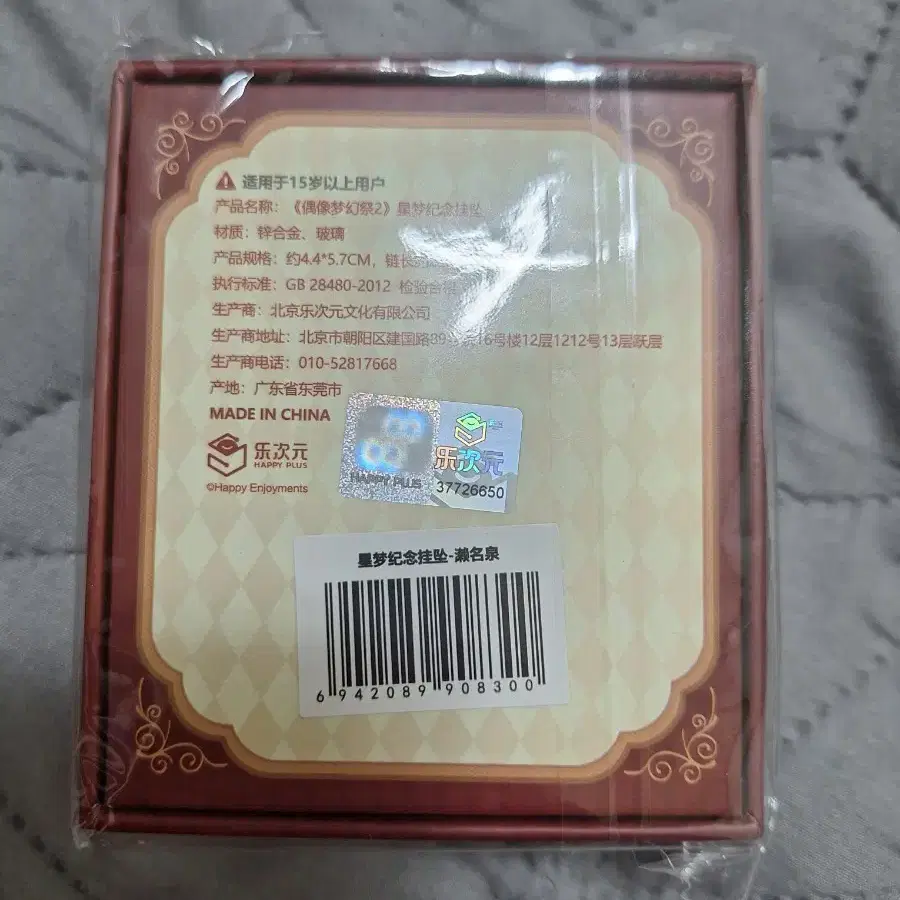 适用于15岁以上用户
产品名称：《偶像梦幻祭2》星梦纪念挂坠
材质：锌合金、玻璃
产品规格：约4.4*5.7CM，链长
执行标准：GB 28480-2012 检验合格
生产商：北京乐次元文化有限公司
生产商地址：北京市朝阳区建国路89 16号楼12层1212号13层跃层
生产商电话：010-52817668
产地：广东省东莞市
MADE IN CHINA
乐次元
HAPPY PLUS
©Happy Enjoyments
HAPPY PLUS
乐次元
37726650
星梦纪念挂坠-濑名泉
6 942089 908300